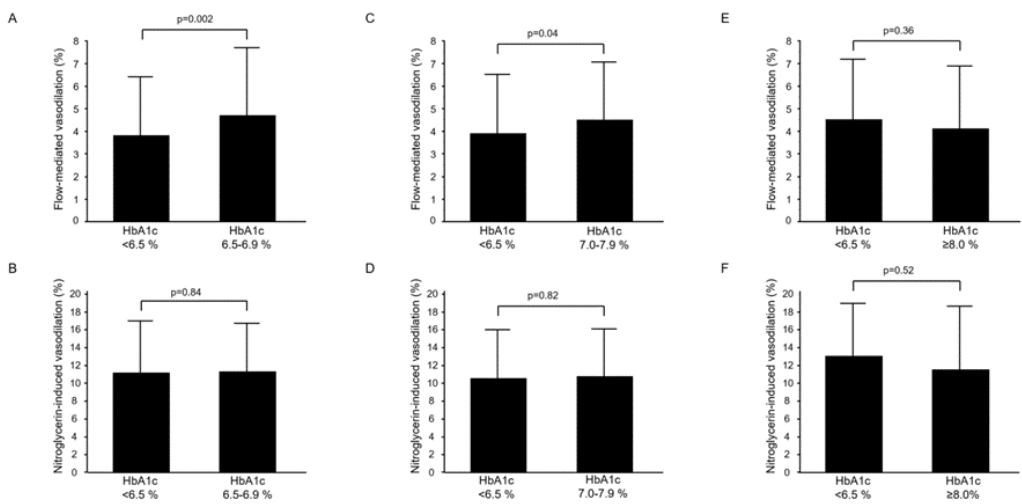 A
p=0.002
Flow-mediated vasodilation (%)
8
7
6
5
4
3
2
1
0
HbA1c
<6.5 %
HbA1c
6.5-6.9 %
C
p=0.04
Flow-mediated vasodilation (%)
8
7
6
5
4
3
2
1
0
HbA1c
<6.5 %
HbA1c
7.0-7.9 %
E
p=0.36
Flow-mediated vasodilation (%)
8
7
6
5
4
3
2
1
0
HbA1c
<6.5 %
HbA1c
≥8.0 %
B
p=0.84
Nitroglycerin-induced vasodilation (%)
20
18
16
14
12
10
8
6
4
2
0
HbA1c
<6.5 %
HbA1c
6.5-6.9 %
D
p=0.82
Nitroglycerin-induced vasodilation (%)
20
18
16
14
12
10
8
6
4
2
0
HbA1c
<6.5 %
HbA1c
7.0-7.9 %
F
p=0.52
Nitroglycerin-induced vasodilation (%)
20
18
16
14
12
10
8
6
4
2
0
HbA1c
<6.5 %
HbA1c
≥8.0%